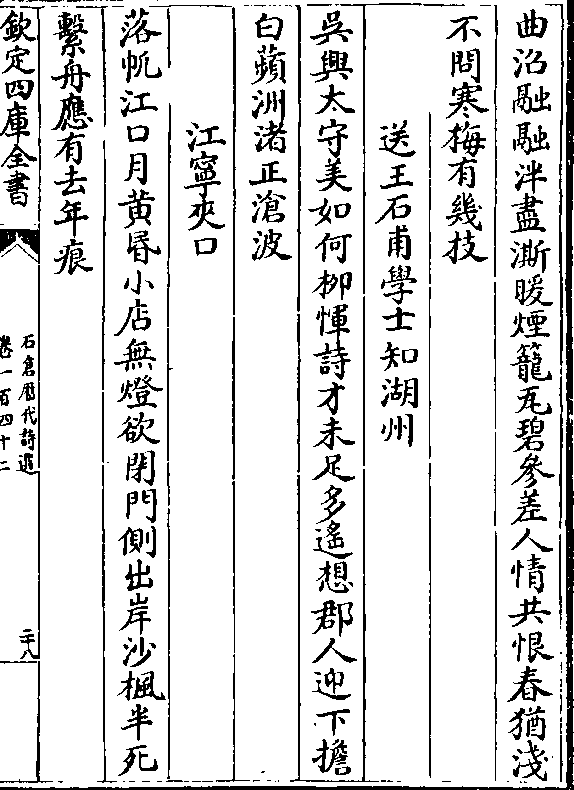 曲沼融融泮盡澌暖煙籠瓦碧參差人情共恨春猶淺
不問寒梅有幾技
送王石甫學士知湖州
吳興太守美如何柳惲詩才未足多遙想郡人迎下擔
白蘋洲渚正滄波
江寧夾口
落帆江口月黃昬小店無燈欲閉門側出岸沙楓半死
繫舟應有去年痕
欽定四庫全書
石倉歴代詩選
卷一百四十二
二十八